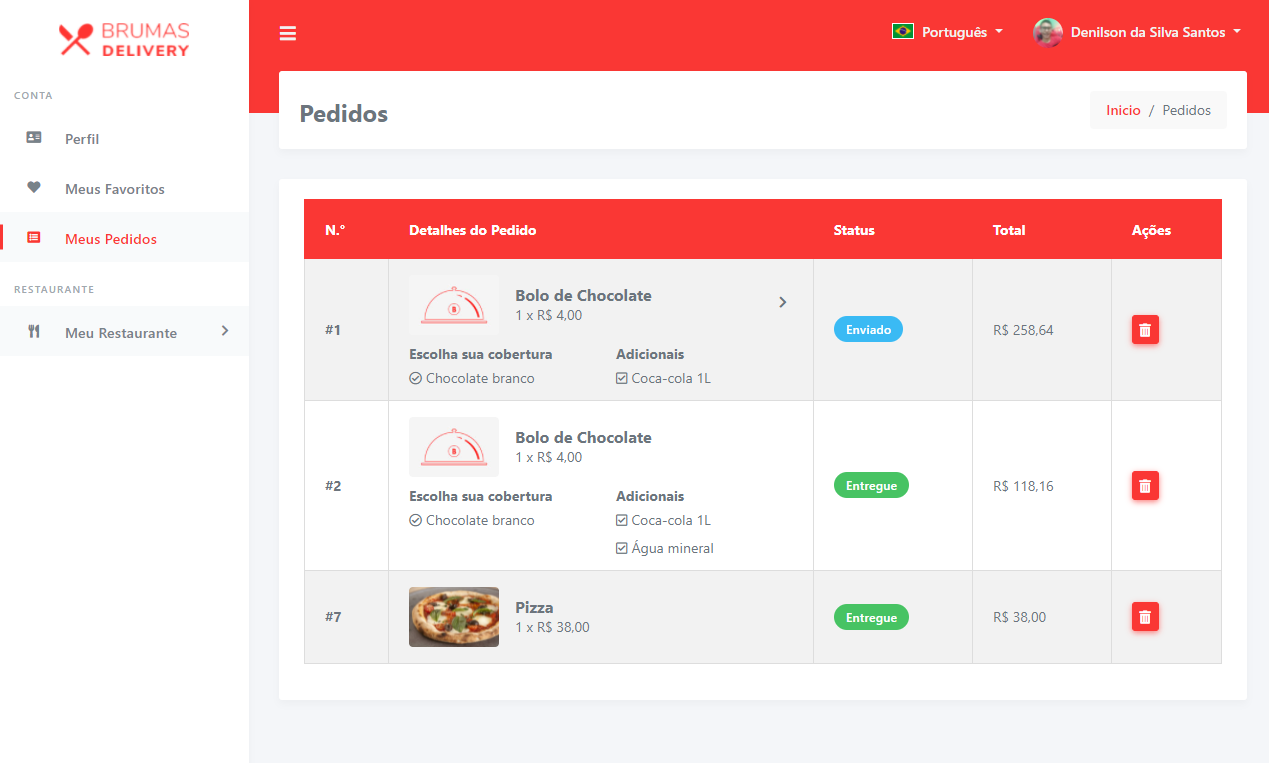 BRUMAS
DELIVERY
Português
Denilson da Silva Santos
CONTA
Perfil
Meus Favoritos
Meus Pedidos
RESTAURANTE
Meu Restaurante
Pedidos
Inicio / Pedidos
N.° Detalhes do Pedido Status Total Ações
#1
Bolo de Chocolate
1 x R$ 4,00
Escolha sua cobertura
Chocolate branco
Adicionais
Coca-cola 1L
Enviado
R$ 258,64
#2
Bolo de Chocolate
1 x R$ 4,00
Escolha sua cobertura
Chocolate branco
Adicionais
Coca-cola 1L
Água mineral
Entregue
R$ 118,16
#7
Pizza
1 x R$ 38,00
Entregue
R$ 38,00